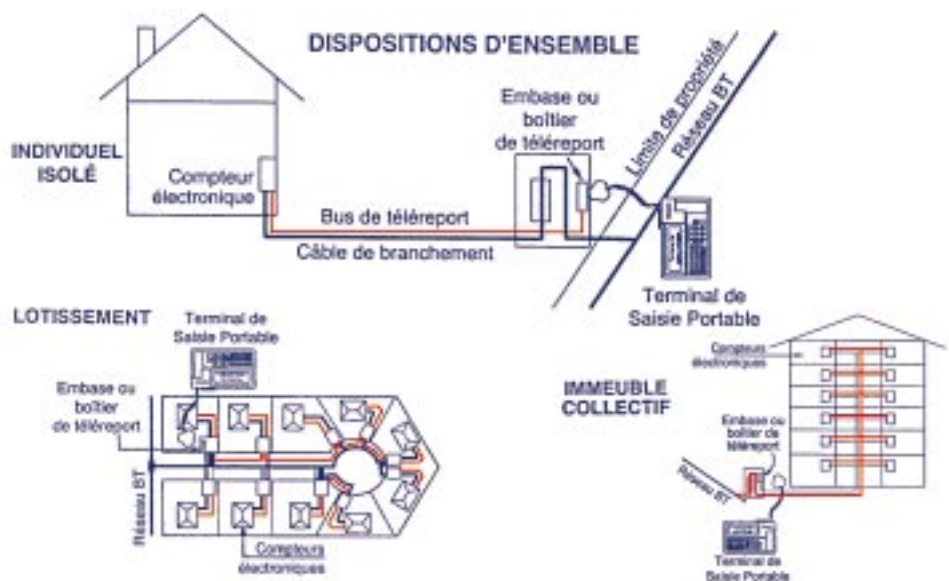 DISPOSITIONS D'ENSEMBLE
INDIVIDUEL
ISOLÉ
Compteur
électronique
Embase ou
boîtier
de téléreport
Limite de propriété
Réseau BT
Bus de téléreport
Câble de branchement
Terminal de
Saisie Portable
LOTISSEMENT
Terminal de
Saisie Portable
Embase ou
boîtier
de téléreport
Réseau BT
Compteurs
électroniques
IMMEUBLE
COLLECTIF
Compteurs
électroniques
Embase ou
boîtier de
téléreport
Réseau BT
Terminal de
Saisie Portable